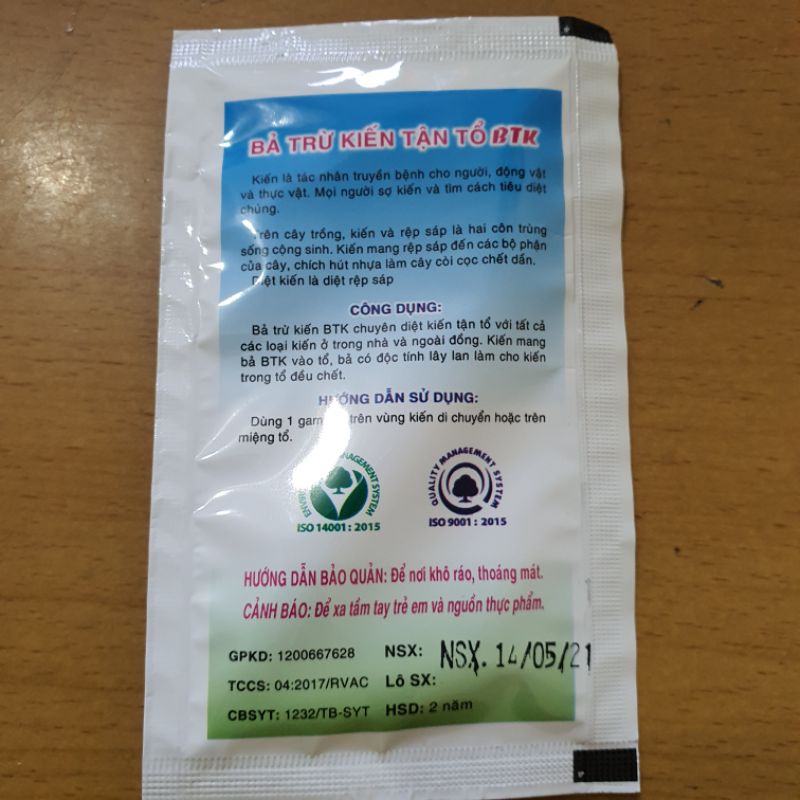 BẢ TRỪ KIẾN TẬN TỔ BTK
Kiến là tác nhân truyền bệnh cho người, động vật
và thực vật. Mọi người sợ kiến và tìm cách tiêu diệt
chúng.
Trên cây trồng, kiến và rệp sáp là hai côn trùng
sống cộng sinh. Kiến mang rệp sáp đến các bộ phận
của cây, chích hút nhựa làm cây còi cọc chết dần.
Diệt kiến là diệt rệp sáp
CÔNG DỤNG:
Bả trừ kiến BTK chuyên diệt kiến tận tổ với tất cả
các loại kiến ở trong nhà và ngoài đồng. Kiến mang
bả BTK vào tổ, bả có độc tính lây lan làm cho kiến
trong tổ đều chết.
HƯỚNG DẪN SỬ DỤNG:
Dùng 1 gam trên vùng kiến di chuyển hoặc trên
miệng tổ.
MANAGEMENT SYSTEM
QUALITY MANAGEMENT SYSTEM
ISO 14001 : 2015
ISO 9001 : 2015
HƯỚNG DẪN BẢO QUẢN: Để nơi khô ráo, thoáng mát.
CẢNH BÁO: Để xa tầm tay trẻ em và nguồn thực phẩm.
GPKD: 1200667628 NSX: NSX. 14/05/21
TCCS: 04:2017/RVAC Lô SX:
CBSYT: 1232/TB-SYT HSD: 2 năm